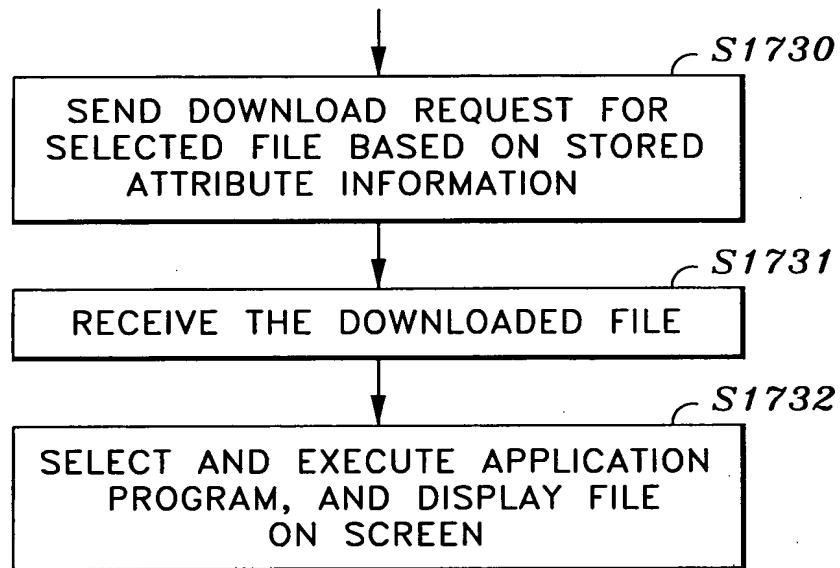 S1730
SEND DOWNLOAD REQUEST FOR
SELECTED FILE BASED ON STORED
ATTRIBUTE INFORMATION
S1731
RECEIVE THE DOWNLOADED FILE
S1732
SELECT AND EXECUTE APPLICATION
PROGRAM, AND DISPLAY FILE
ON SCREEN